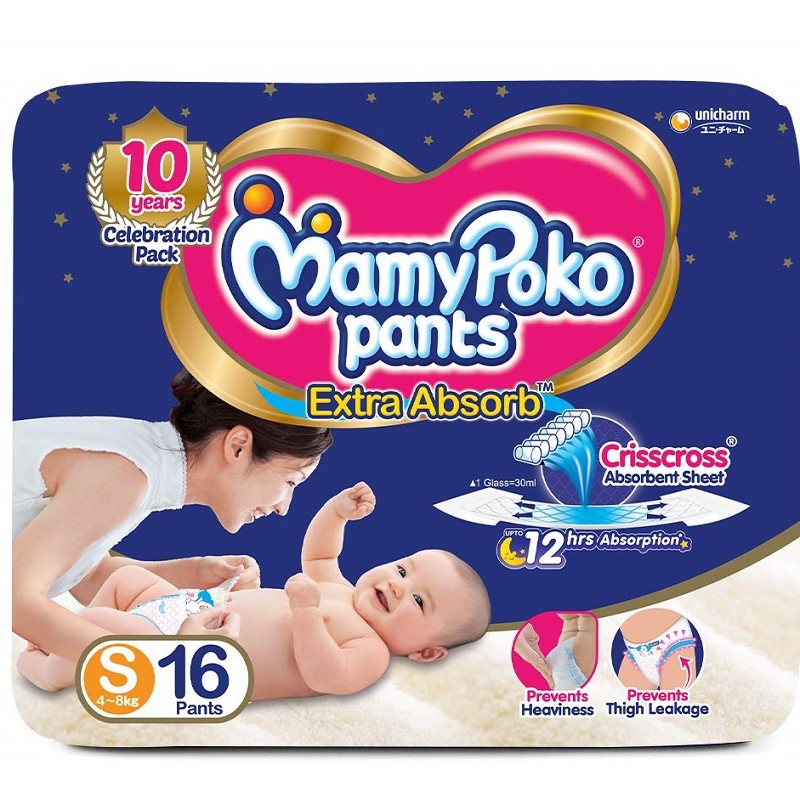 10
years
Celebration
Pack
unicharm
ユニ・チャーム
MamyPoko®
pants
Extra Absorb™
Crisscross®
Absorbent Sheet
▲1 Glass=30ml
UPTO
12 hrs Absorption*
S
4~8kg
16
Pants
Prevents
Heaviness
Prevents
Thigh Leakage